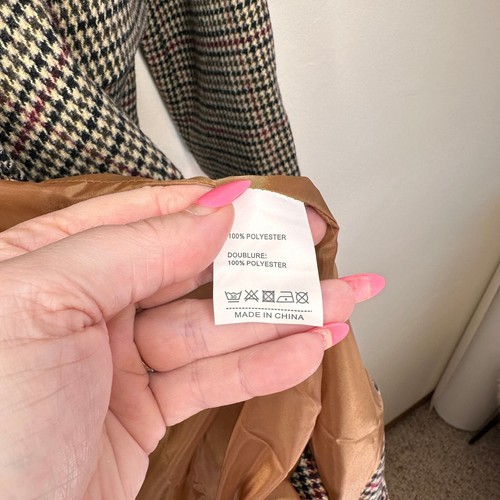 100% POLYESTER
DOUBLURE:
100% POLYESTER
MADE IN CHINA